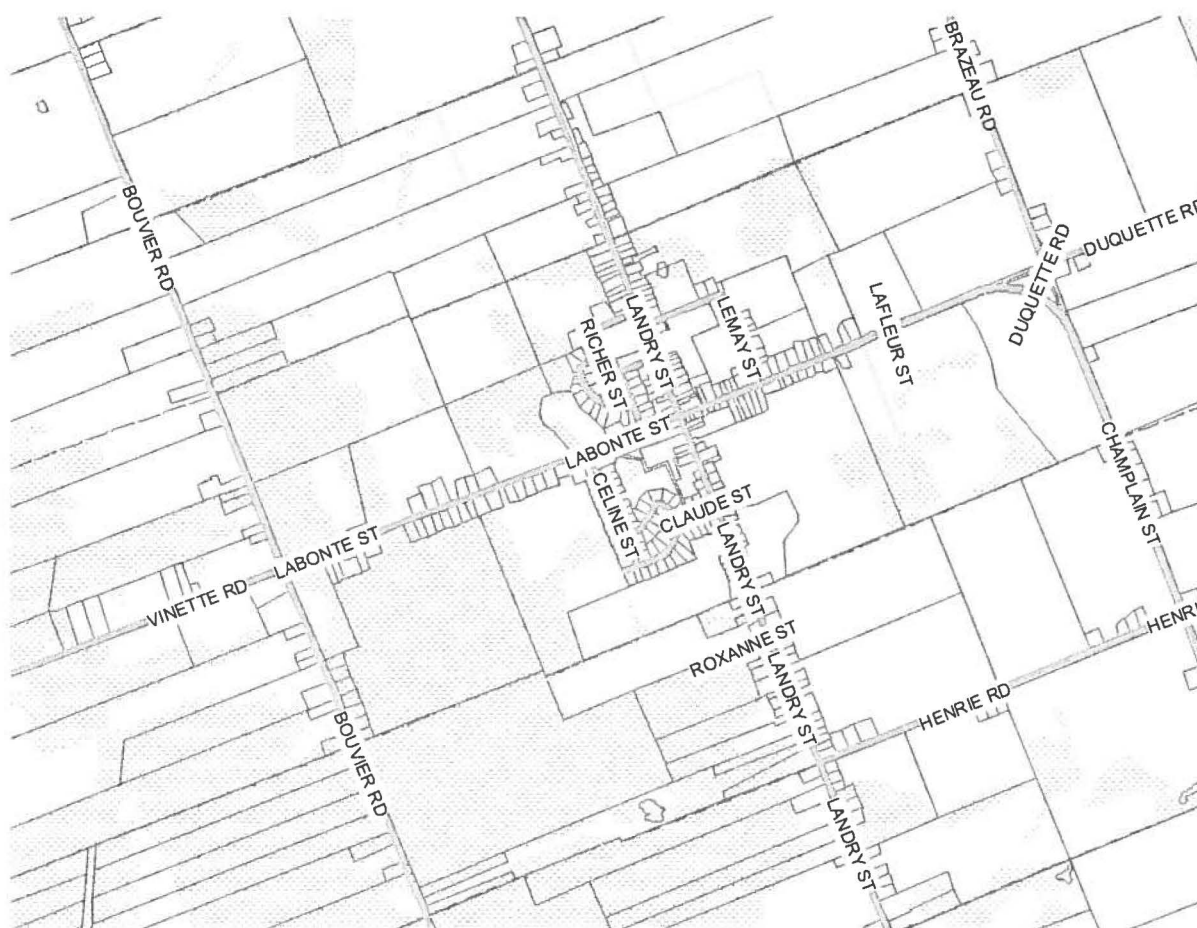 BRAZEAU RD
BOUVIER RD
DUQUETTE RD
DUQUETTE RD
LANDRY ST
LEMAY ST
LAFLEUR ST
RICHER ST
LABONTE ST
CHAMPLAIN ST
CELINE ST
CLAUDE ST
LABONTE ST
LANDRY ST
VINETTE RD
HENRI
ROXANNE ST
LANDRY ST
HENRIE RD
BOUVIER RD
LANDRY ST